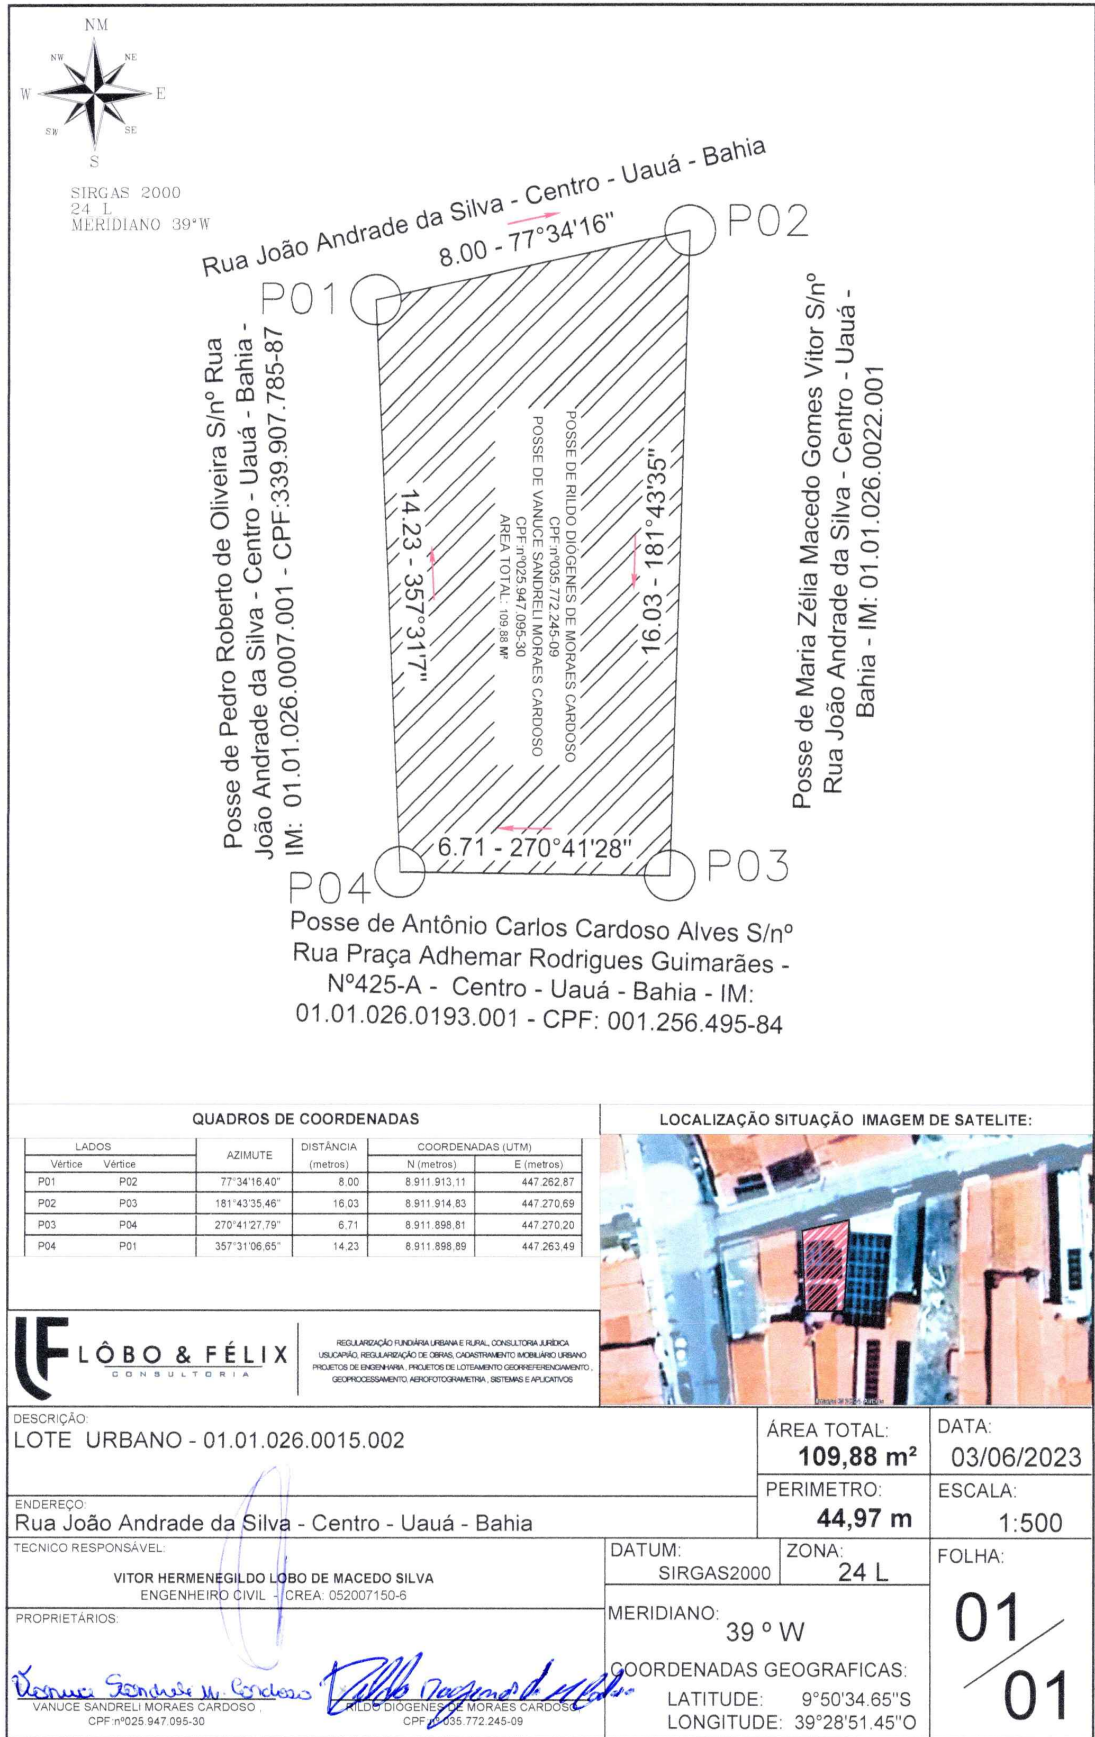 NM
NW
NE
W
E
SW
SE
S
SIRGAS 2000
24 L
MERIDIANO 39°W
Rua João Andrade da Silva - Centro - Uauá - Bahia
8.00 - 77°34'16"
P01
P02
Posse de Pedro Roberto de Oliveira S/nº Rua
João Andrade da Silva - Centro - Uauá - Bahia -
IM: 01.01.026.0007.001 - CPF:339.907.785-87
14.23 - 357°31'7"
POSSE DE RILDO DIÓGENES DE MORAES CARDOSO
CPF:nº035.772.245-09
POSSE DE VANUCE SANDRELI MORAES CARDOSO
CPF:nº025.947.095-30
AREA TOTAL: 109,88 M²
16.03 - 181°43'35"
Posse de Maria Zélia Macedo Gomes Vitor S/nº
Rua João Andrade da Silva - Centro - Uauá -
Bahia - IM: 01.01.026.0022.001
6.71 - 270°41'28"
P04
P03
Posse de Antônio Carlos Cardoso Alves S/nº
Rua Praça Adhemar Rodrigues Guimarães -
Nº425-A - Centro - Uauá - Bahia - IM:
01.01.026.0193.001 - CPF: 001.256.495-84
QUADROS DE COORDENADAS
LADOS AZIMUTE DISTÂNCIA COORDENADAS (UTM)
Vértice Vértice (metros) N (metros) E (metros)
P01 P02 77°34'16,40" 8,00 8.911.913,11 447.262,87
P02 P03 181°43'35,46" 16,03 8.911.914,83 447.270,69
P03 P04 270°41'27,79" 6,71 8.911.898,81 447.270,20
P04 P01 357°31'06,65" 14,23 8.911.898,89 447.263,49
LOCALIZAÇÃO SITUAÇÃO IMAGEM DE SATELITE:
LF
LÔBO & FÉLIX
CONSULTORIA
REGULARIZAÇÃO FUNDIÁRIA URBANA E RURAL, CONSULTORIA JURÍDICA
USUCAPIÃO, REGULARIZAÇÃO DE OBRAS, CADASTRAMENTO IMOBILIÁRIO URBANO
PROJETOS DE ENGENHARIA , PROJETOS DE LOTEAMENTO GEORREFERENCIAMENTO ,
GEOPROCESSAMENTO, AEROFOTOGRAMETRIA , SISTEMAS E APLICATIVOS
DESCRIÇÃO:
LOTE URBANO - 01.01.026.0015.002
ÁREA TOTAL:
109,88 m²
DATA:
03/06/2023
ENDEREÇO:
Rua João Andrade da Silva - Centro - Uauá - Bahia
PERIMETRO:
44,97 m
ESCALA:
1:500
TECNICO RESPONSÁVEL:
VITOR HERMENEGILDO LOBO DE MACEDO SILVA
ENGENHEIRO CIVIL - CREA: 052007150-6
DATUM:
SIRGAS2000
ZONA:
24 L
FOLHA:
01
01
PROPRIETÁRIOS:
MERIDIANO:
39 º W
COORDENADAS GEOGRAFICAS:
LATITUDE: 9°50'34.65"S
LONGITUDE: 39°28'51.45"O
VANUCE SANDRELI MORAES CARDOSO
CPF:nº025.947.095-30
RILDO DIÓGENES DE MORAES CARDOSO
CPF:nº035.772.245-09